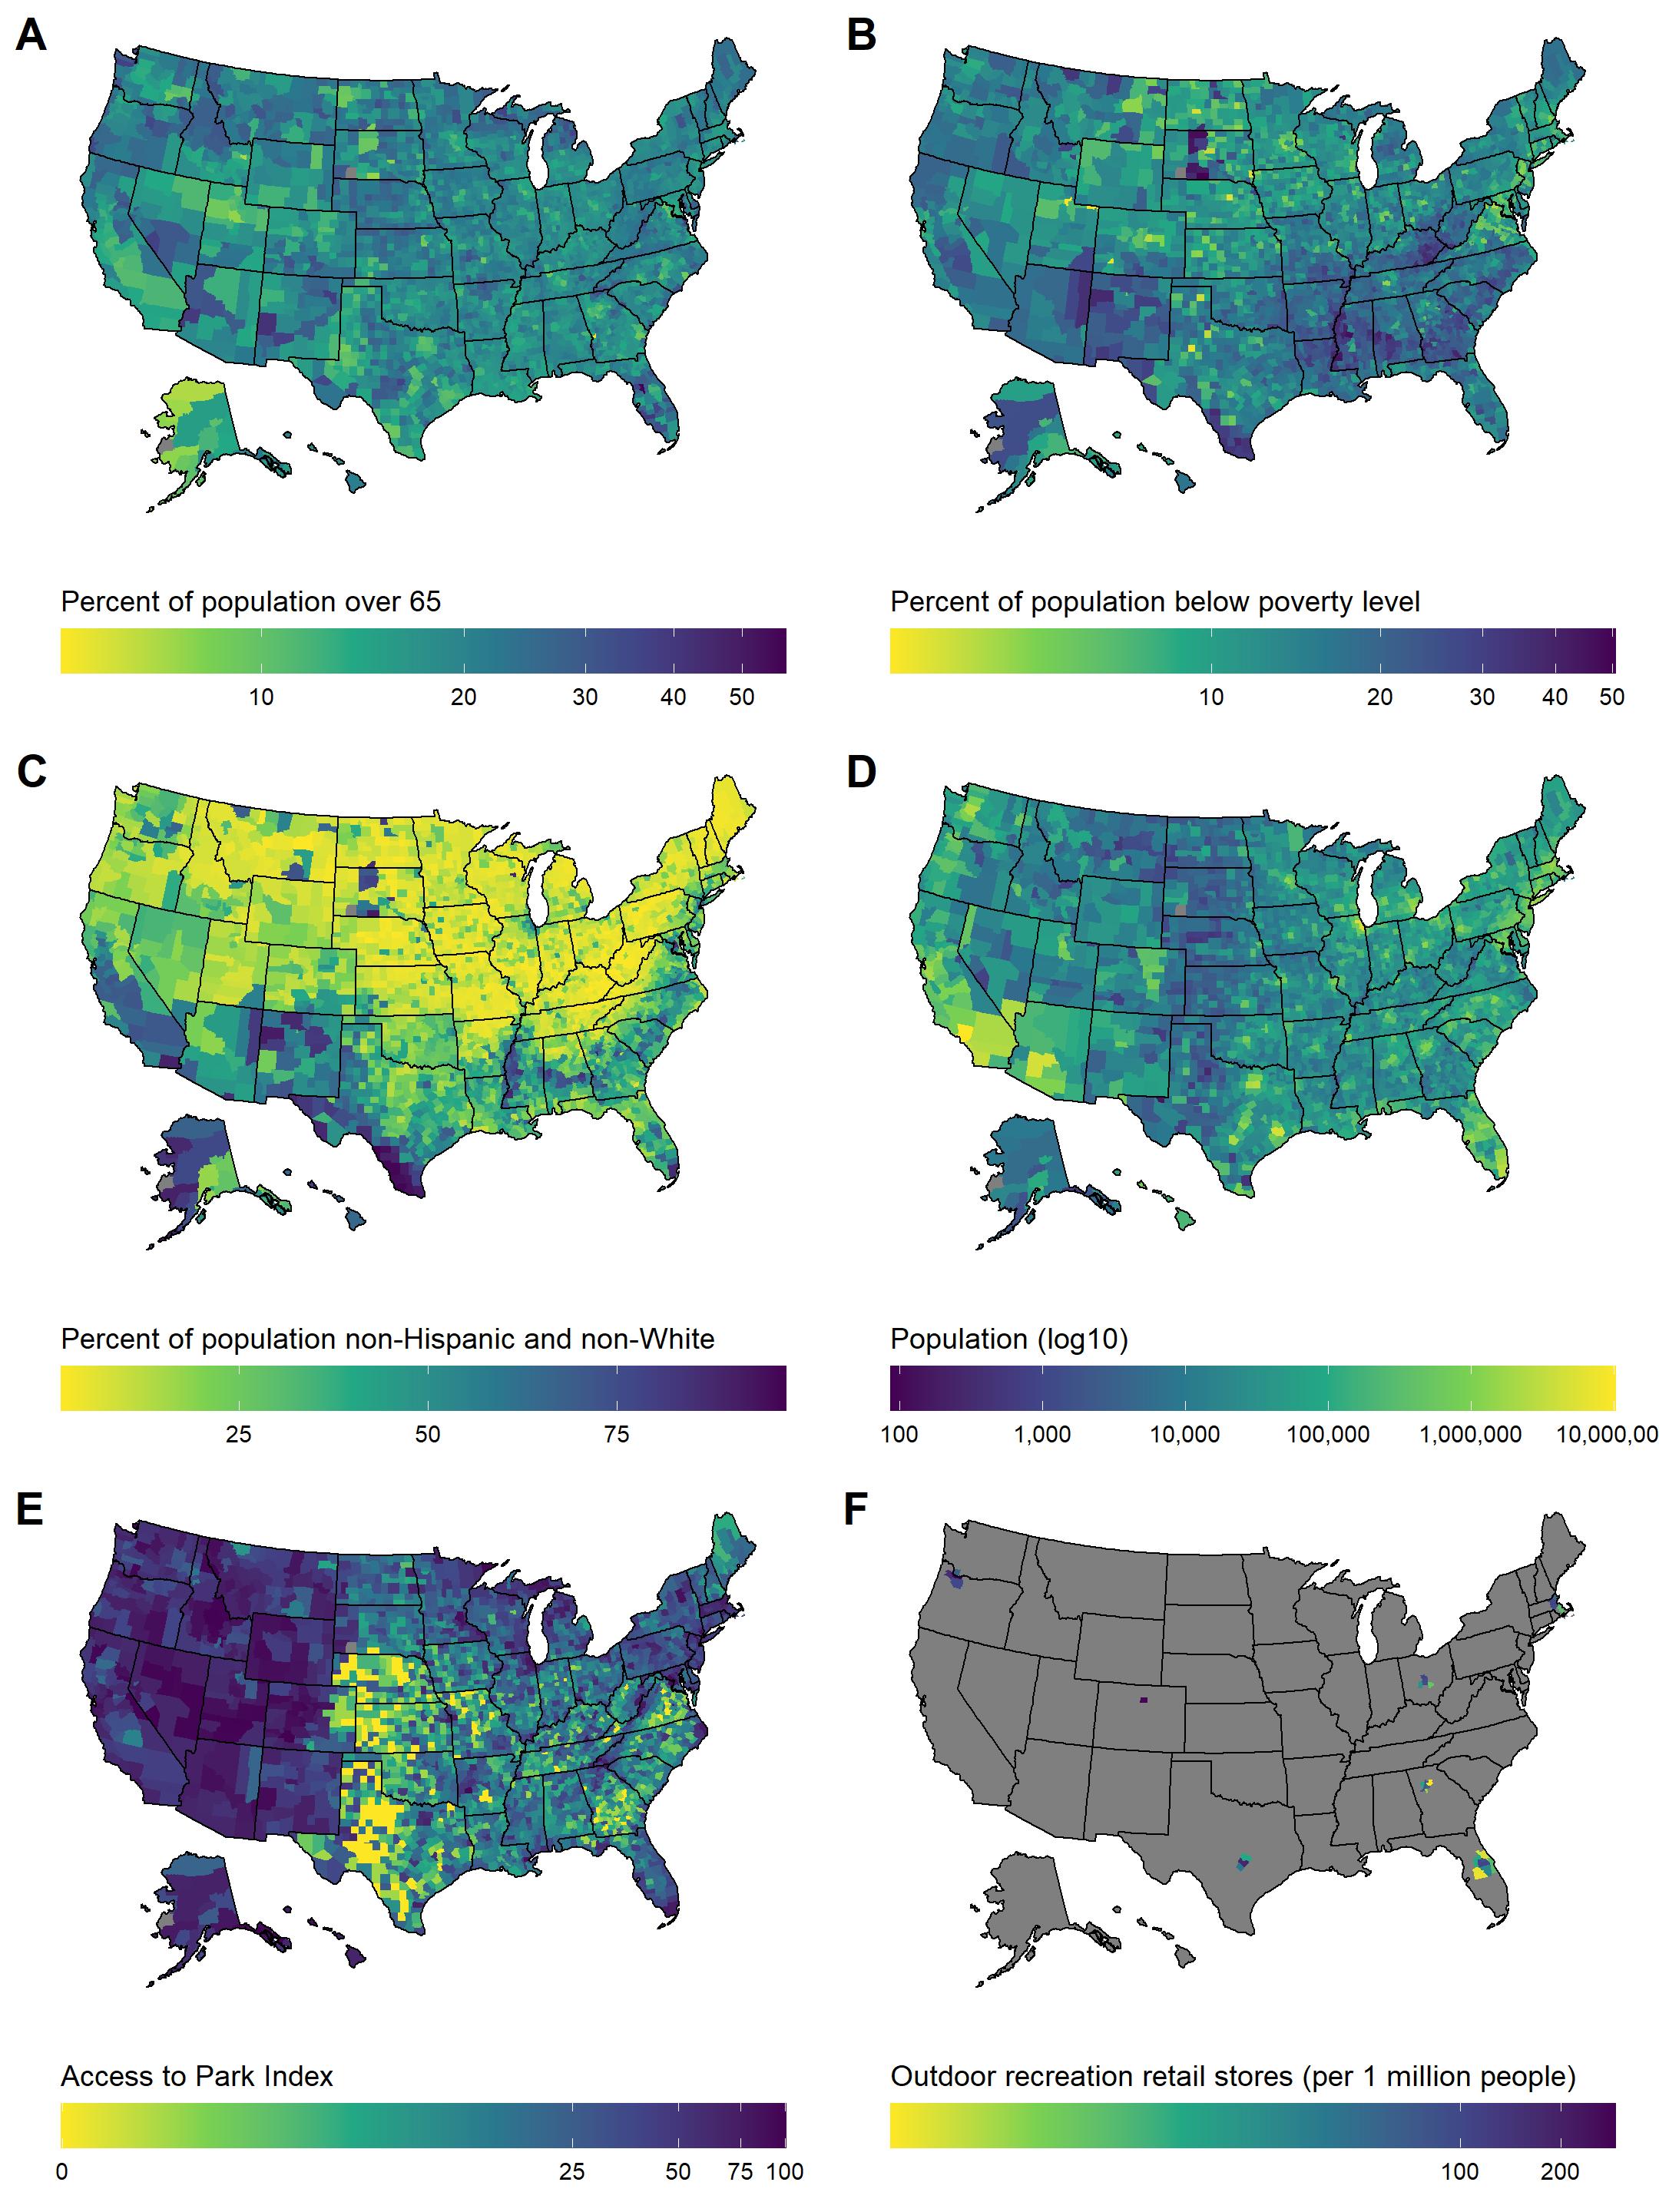 A
B
Percent of population over 65
10 20 30 40 50
Percent of population below poverty level
10 20 30 40 50
C
D
Percent of population non-Hispanic and non-White
25 50 75
Population (log10)
100 1,000 10,000 100,000 1,000,000 10,000,00
E
F
Access to Park Index
0 25 50 75 100
Outdoor recreation retail stores (per 1 million people)
100 200